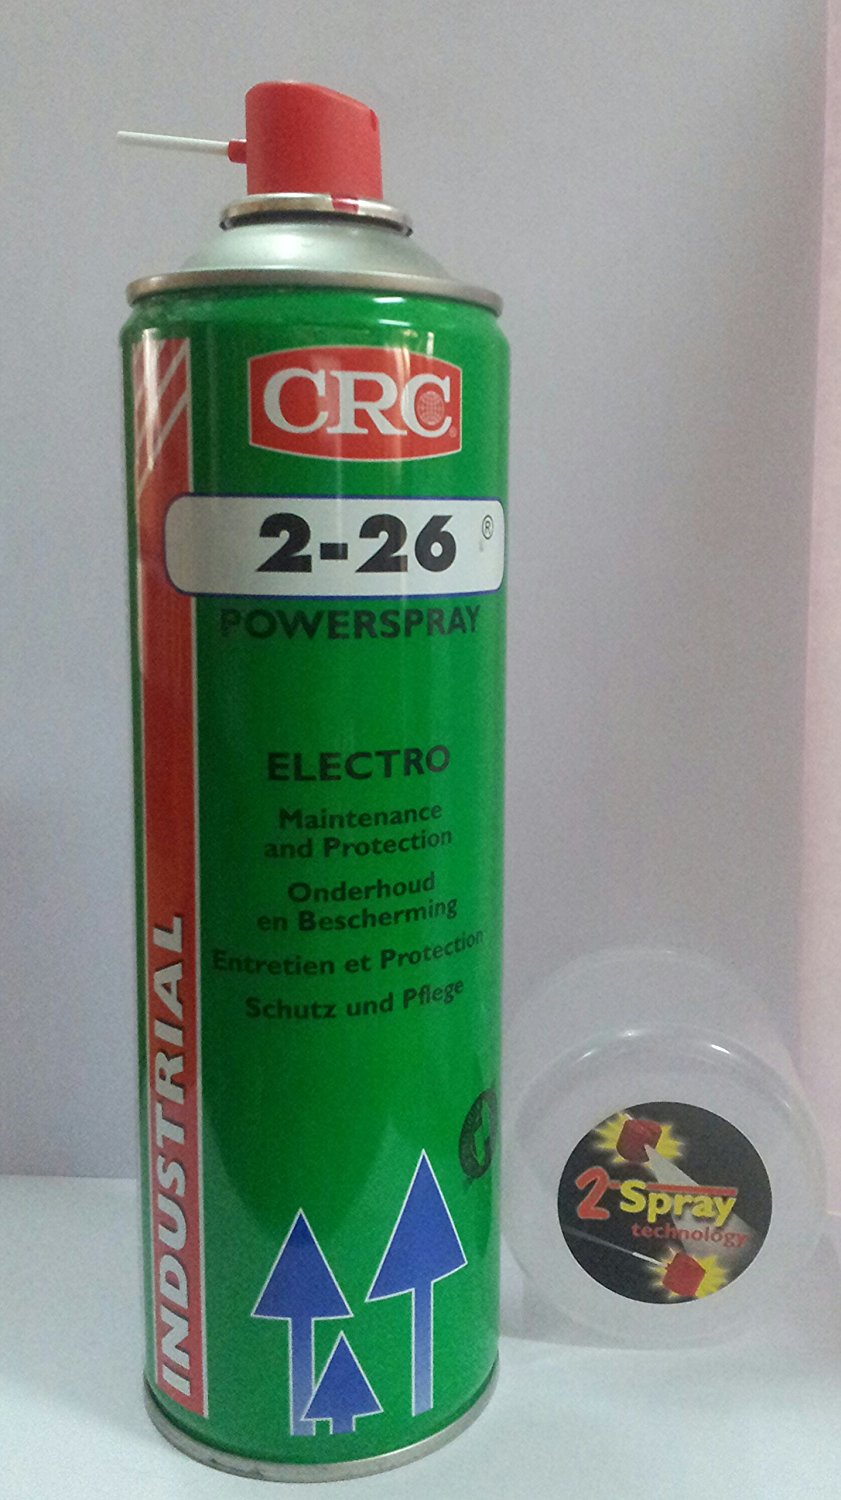 CRC
®
2-26 ®
POWERSPRAY
ELECTRO
Maintenance
and Protection
Onderhoud
en Bescherming
Entretien et Protection
Schutz und Pflege
INDUSTRIAL
2-Spray
technology